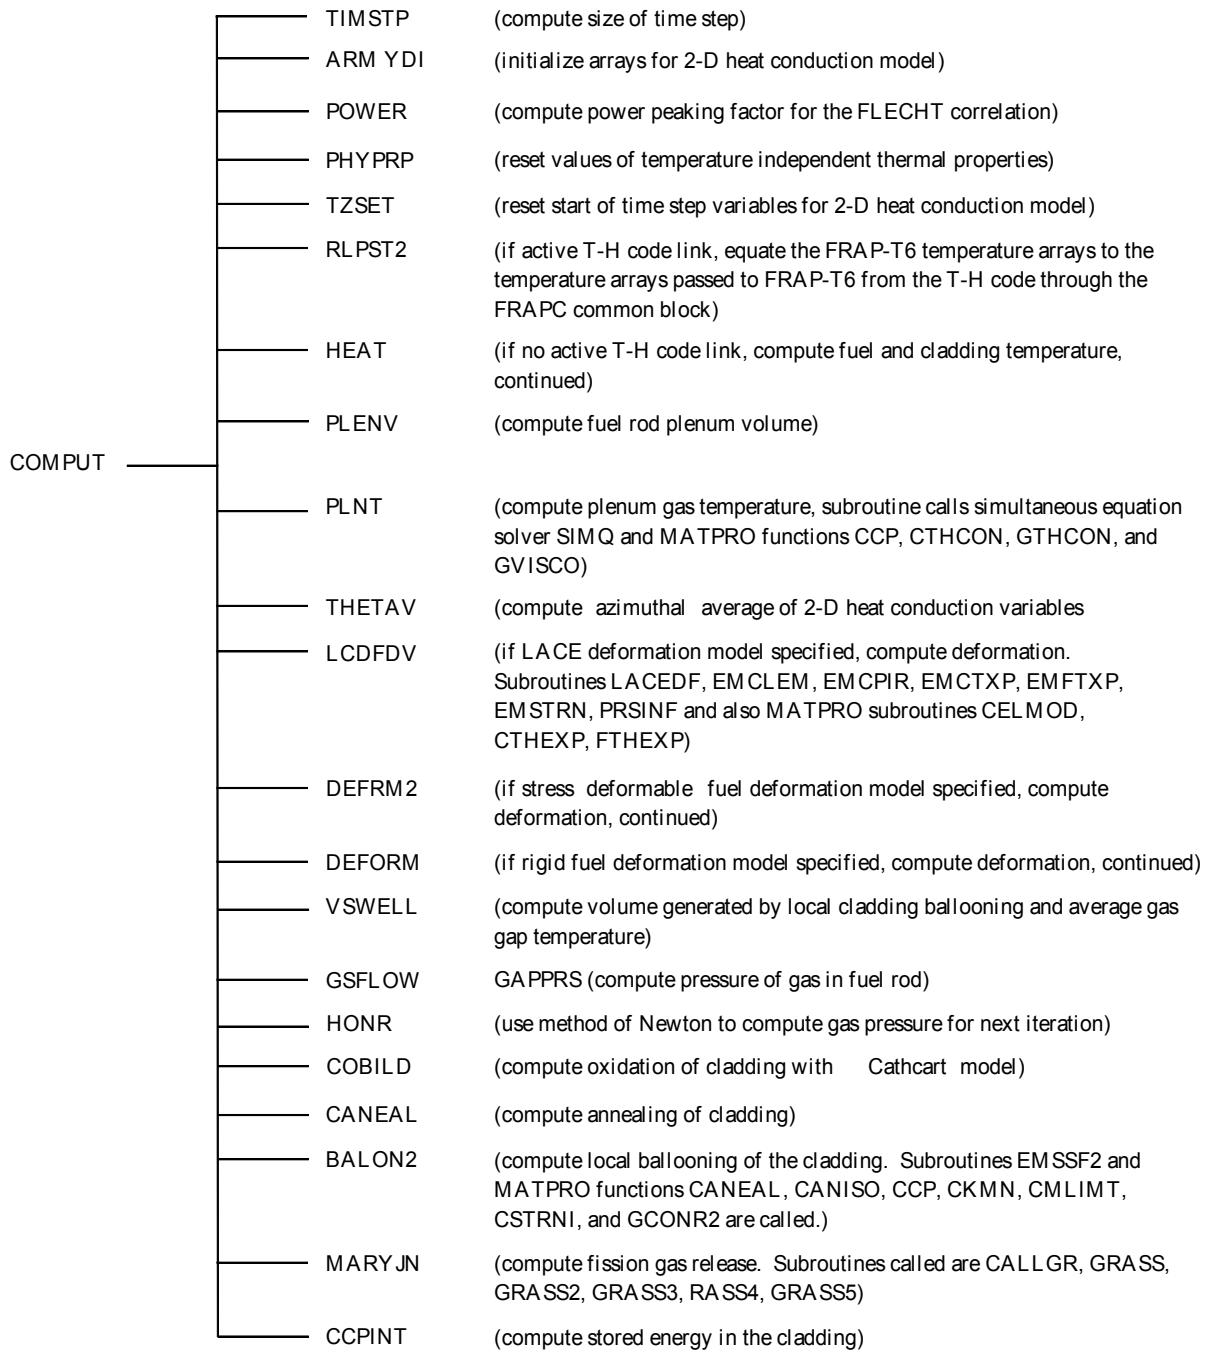 TIMSTP (compute size of time step)
ARMYDI (initialize arrays for 2-D heat conduction model)
POWER (compute power peaking factor for the FLECHT correlation)
PHYPRP (reset values of temperature independent thermal properties)
TZSET (reset start of time step variables for 2-D heat conduction model)
RLPST2 (if active T-H code link, equate the FRAP-T6 temperature arrays to the
temperature arrays passed to FRAP-T6 from the T-H code through the
FRAPC common block)
HEAT (if no active T-H code link, compute fuel and cladding temperature,
continued)
PLENV (compute fuel rod plenum volume)
COMPUT
PLNT (compute plenum gas temperature, subroutine calls simultaneous equation
solver SIMQ and MATPRO functions CCP, CTHCON, GTHCON, and
GVISCO)
THETAV (compute azimuthal average of 2-D heat conduction variables
LCDFDV (if LACE deformation model specified, compute deformation.
Subroutines LACEDF, EMCLEM, EMCPIR, EMCTXP, EMFTXP,
EMSTRN, PRSINF and also MATPRO subroutines CELMOD,
CTHEXP, FTHEXP)
DEFRM2 (if stress deformable fuel deformation model specified, compute
deformation, continued)
DEFORM (if rigid fuel deformation model specified, compute deformation, continued)
VSWELL (compute volume generated by local cladding ballooning and average gas
gap temperature)
GSFLOW GAPPRS (compute pressure of gas in fuel rod)
HONR (use method of Newton to compute gas pressure for next iteration)
COBILD (compute oxidation of cladding with Cathcart model)
CANEAL (compute annealing of cladding)
BALON2 (compute local ballooning of the cladding. Subroutines EMSSF2 and
MATPRO functions CANEAL, CANISO, CCP, CKMN, CMLIMT,
CSTRNI, and GCONR2 are called.)
MARYJN (compute fission gas release. Subroutines called are CALLGR, GRASS,
GRASS2, GRASS3, RASS4, GRASS5)
CCPINT (compute stored energy in the cladding)